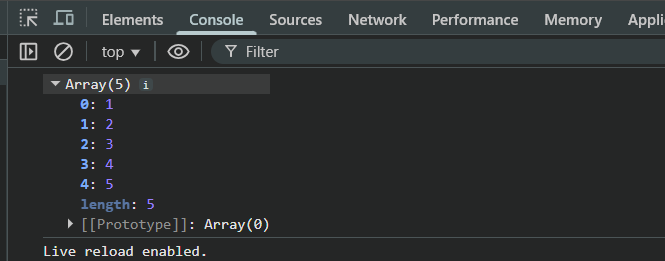 Elements Console Sources Network Performance Memory
top ▼ Filter
▼ Array(5) i
0: 1
1: 2
2: 3
3: 4
4: 5
length: 5
▶ [[Prototype]]: Array(0)
Live reload enabled.